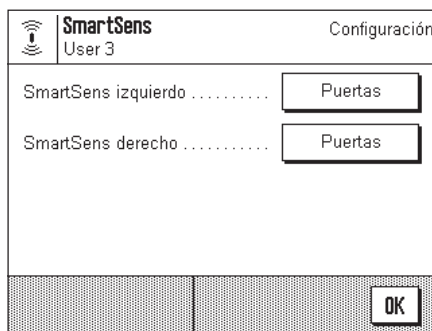 SmartSens
Configuración
User 3
SmartSens izquierdo .......... Puertas
SmartSens derecho ........... Puertas
OK